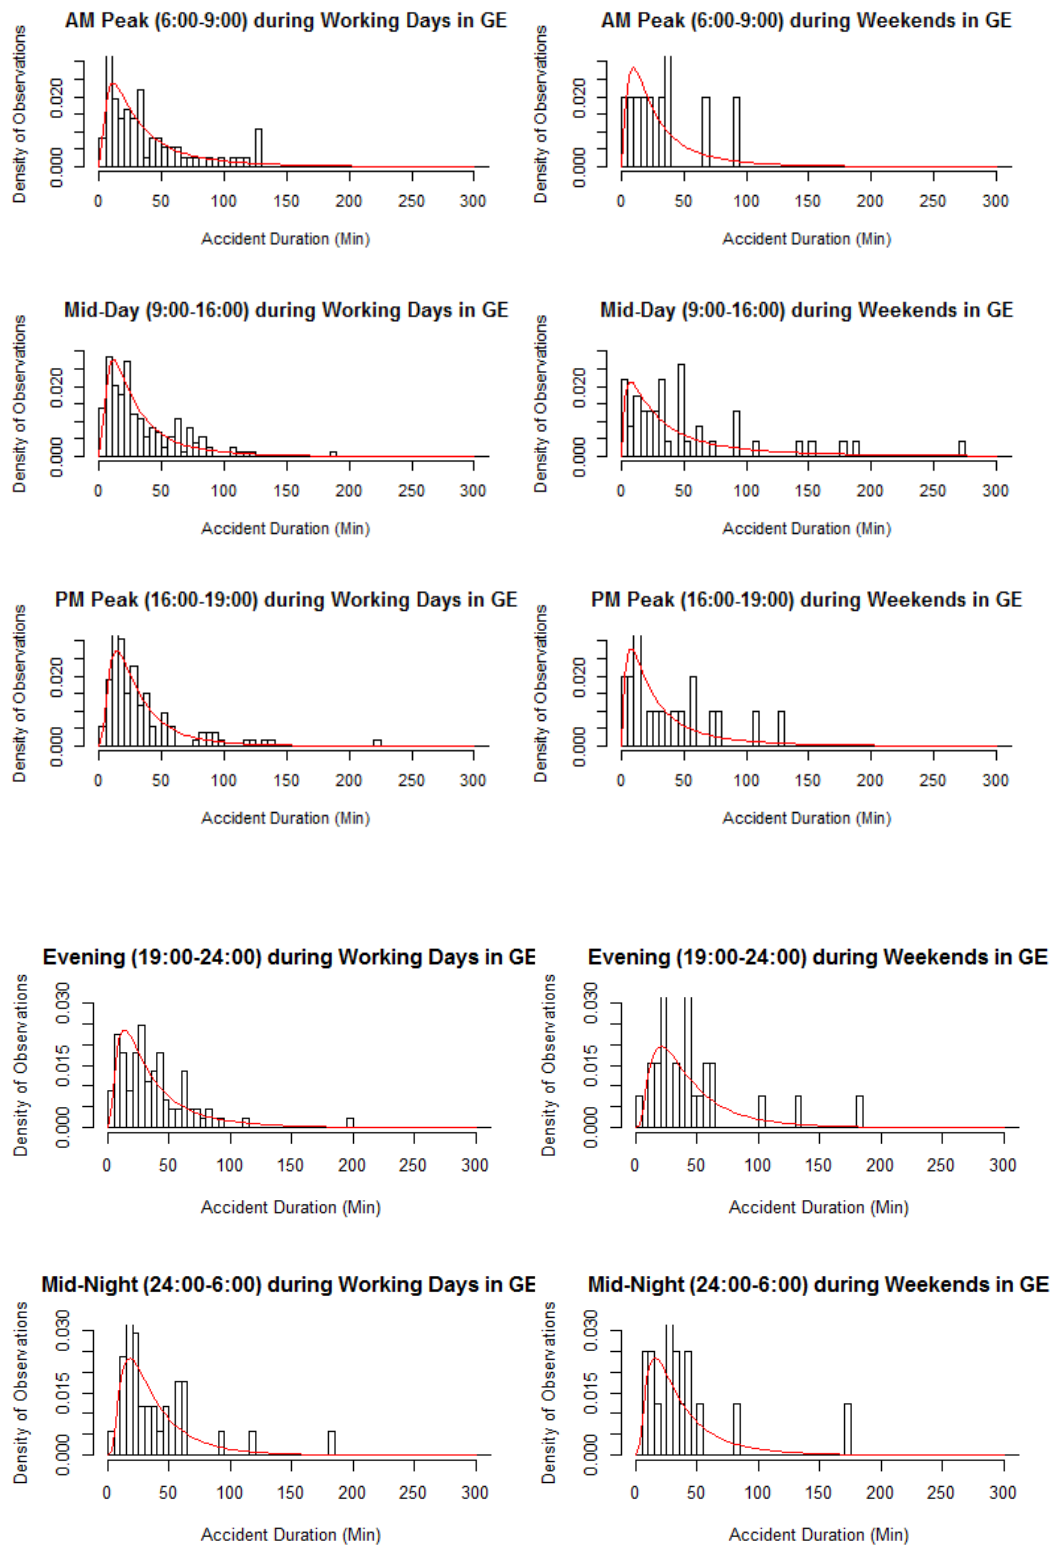 AM Peak (6:00-9:00) during Working Days in GE
Density of Observations
0.000 0.020
0 50 100 150 200 250 300
Accident Duration (Min)
AM Peak (6:00-9:00) during Weekends in GE
Density of Observations
0.000 0.020
0 50 100 150 200 250 300
Accident Duration (Min)
Mid-Day (9:00-16:00) during Working Days in GE
Density of Observations
0.000 0.020
0 50 100 150 200 250 300
Accident Duration (Min)
Mid-Day (9:00-16:00) during Weekends in GE
Density of Observations
0.000 0.020
0 50 100 150 200 250 300
Accident Duration (Min)
PM Peak (16:00-19:00) during Working Days in GE
Density of Observations
0.000 0.020
0 50 100 150 200 250 300
Accident Duration (Min)
PM Peak (16:00-19:00) during Weekends in GE
Density of Observations
0.000 0.020
0 50 100 150 200 250 300
Accident Duration (Min)
Evening (19:00-24:00) during Working Days in GE
Density of Observations
0.000 0.015 0.030
0 50 100 150 200 250 300
Accident Duration (Min)
Evening (19:00-24:00) during Weekends in GE
Density of Observations
0.000 0.015 0.030
0 50 100 150 200 250 300
Accident Duration (Min)
Mid-Night (24:00-6:00) during Working Days in GE
Density of Observations
0.000 0.015 0.030
0 50 100 150 200 250 300
Accident Duration (Min)
Mid-Night (24:00-6:00) during Weekends in GE
Density of Observations
0.000 0.015 0.030
0 50 100 150 200 250 300
Accident Duration (Min)